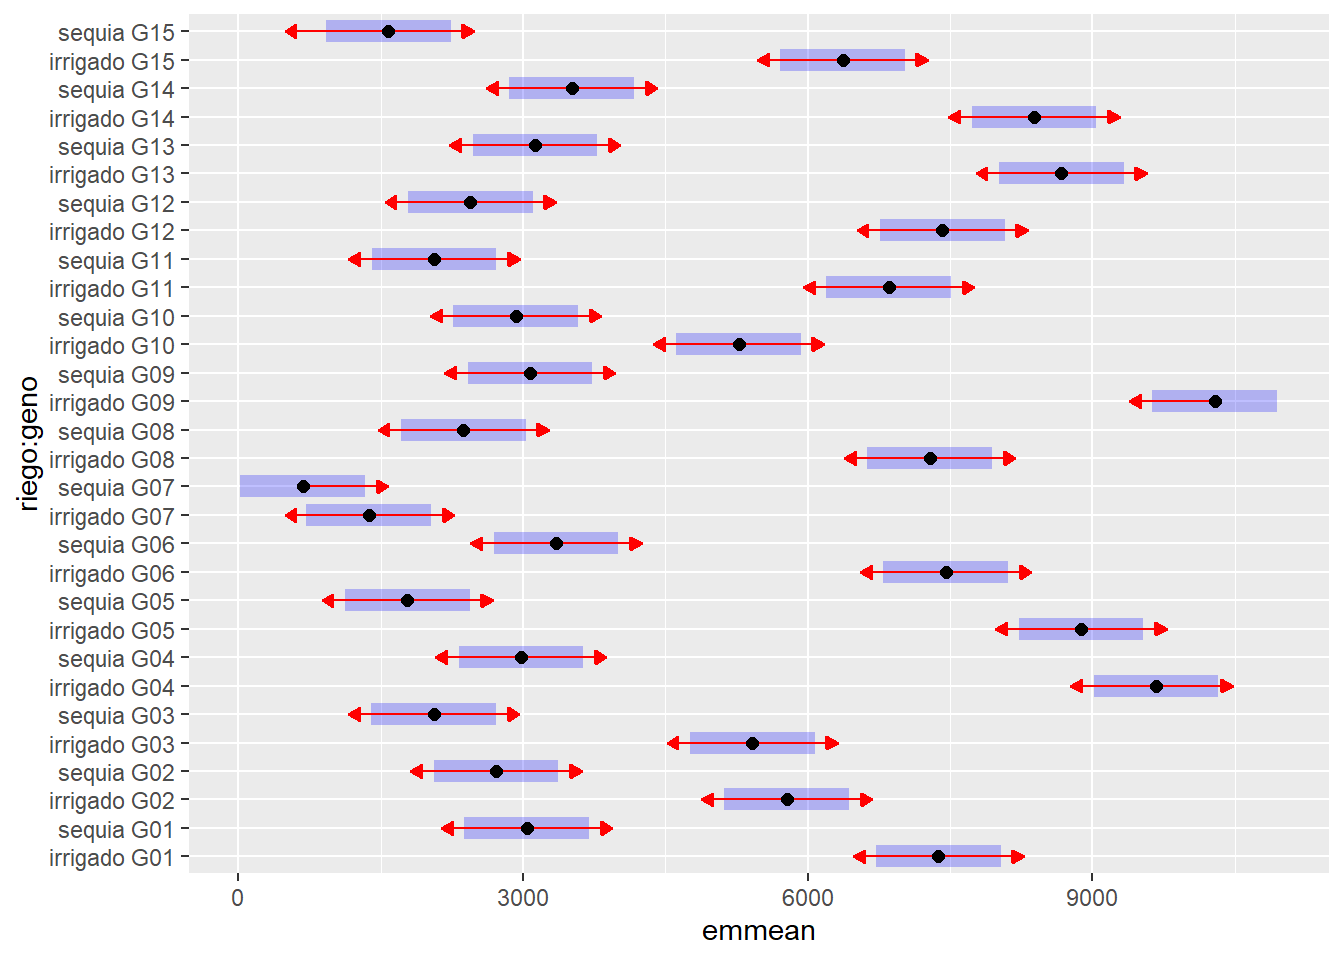 sequia G15
irrigado G15
sequia G14
irrigado G14
sequia G13
irrigado G13
sequia G12
irrigado G12
sequia G11
irrigado G11
sequia G10
irrigado G10
sequia G09
irrigado G09
sequia G08
irrigado G08
sequia G07
irrigado G07
sequia G06
irrigado G06
sequia G05
irrigado G05
sequia G04
irrigado G04
sequia G03
irrigado G03
sequia G02
irrigado G02
sequia G01
irrigado G01
riego:geno
0 3000 6000 9000
emmean